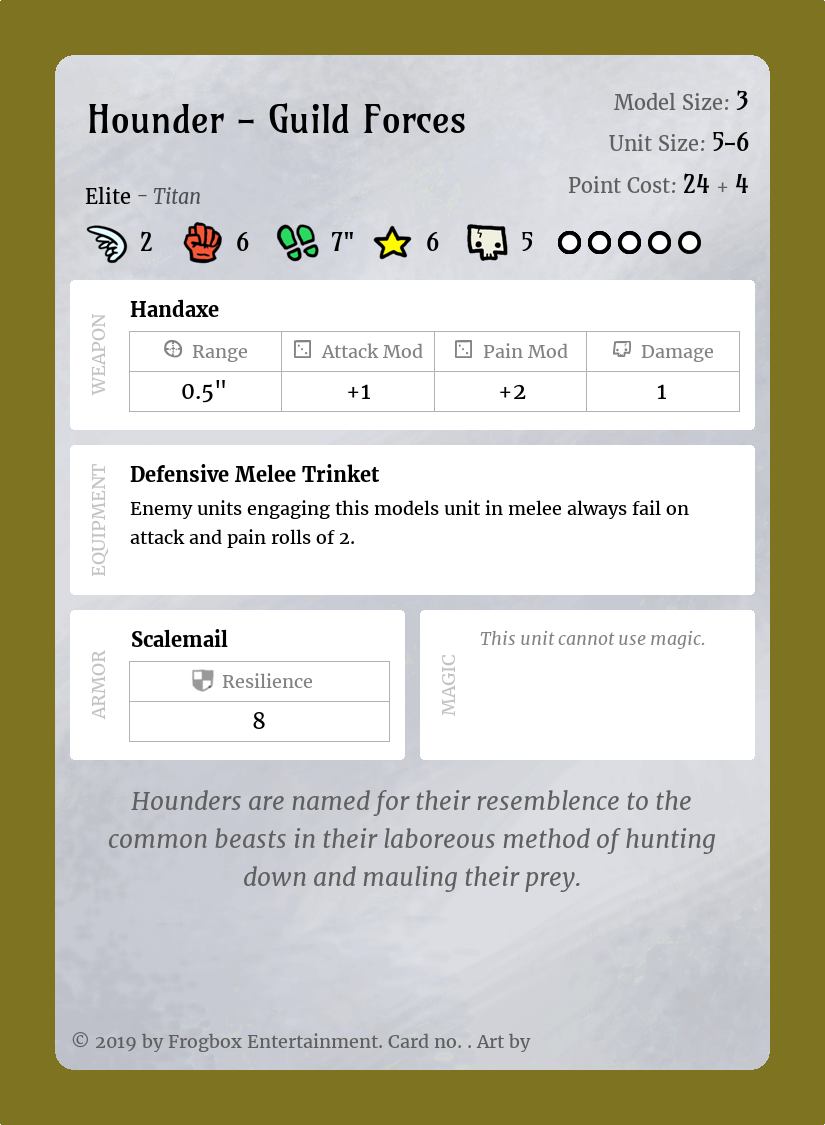 Hounder – Guild Forces
Model Size: 3
Unit Size: 5–6
Point Cost: 24 + 4
Elite – Titan
2 6 7" 6 5
WEAPON
Handaxe
Range Attack Mod Pain Mod Damage
0.5" +1 +2 1
EQUIPMENT
Defensive Melee Trinket
Enemy units engaging this models unit in melee always fail on
attack and pain rolls of 2.
ARMOR
Scalemail
Resilience
8
MAGIC
This unit cannot use magic.
Hounders are named for their resemblence to the
common beasts in their laboreous method of hunting
down and mauling their prey.
© 2019 by Frogbox Entertainment. Card no. . Art by